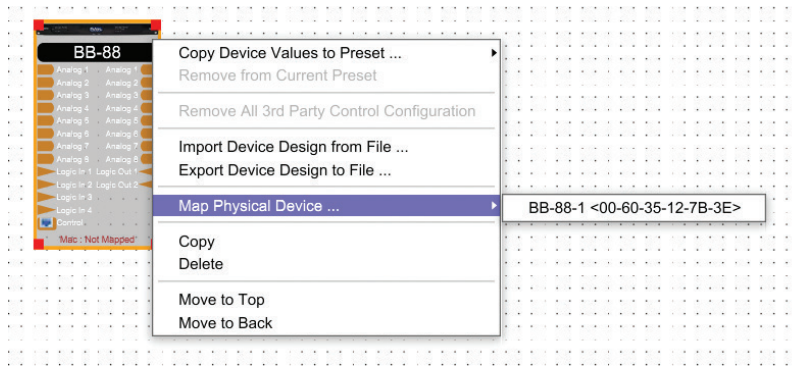 BB-88
Analog 1 Analog 1
Analog 2 Analog 2
Analog 3 Analog 3
Analog 4 Analog 4
Analog 5 Analog 5
Analog 6 Analog 6
Analog 7 Analog 7
Analog 8 Analog 8
Logic In 1 Logic Out 1
Logic In 2 Logic Out 2
Logic In 3
Logic In 4
Control
Mac : Not Mapped
Copy Device Values to Preset ...
Remove from Current Preset
Remove All 3rd Party Control Configuration
Import Device Design from File ...
Export Device Design to File ...
Map Physical Device ...
BB-88-1 <00-60-35-12-7B-3E>
Copy
Delete
Move to Top
Move to Back